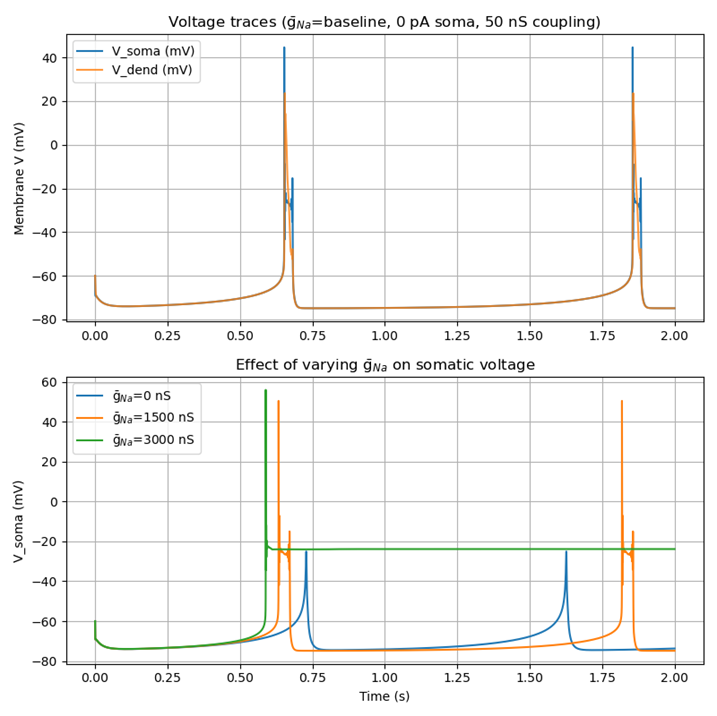 Voltage traces (ḡNa=baseline, 0 pA soma, 50 nS coupling)
V_soma (mV)
V_dend (mV)
Membrane V (mV)
40
20
0
−20
−40
−60
−80
0.00 0.25 0.50 0.75 1.00 1.25 1.50 1.75 2.00
Effect of varying ḡNa on somatic voltage
ḡNa=0 nS
ḡNa=1500 nS
ḡNa=3000 nS
V_soma (mV)
60
40
20
0
−20
−40
−60
−80
0.00 0.25 0.50 0.75 1.00 1.25 1.50 1.75 2.00
Time (s)